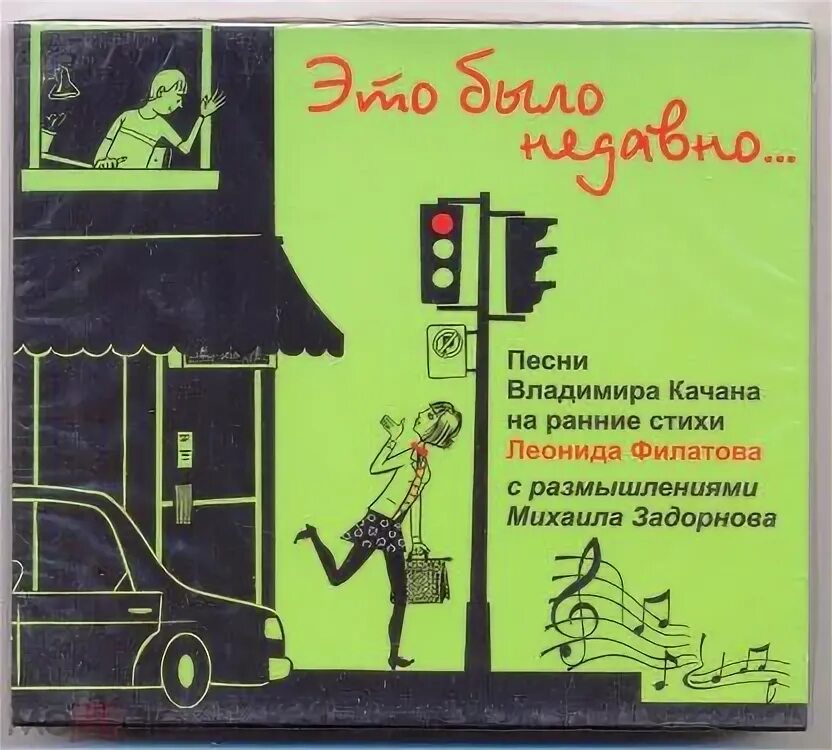 Это было
недавно...
Песни
Владимира Качана
на ранние стихи
Леонида Филатова
с размышлениями
Михаила Задорнова